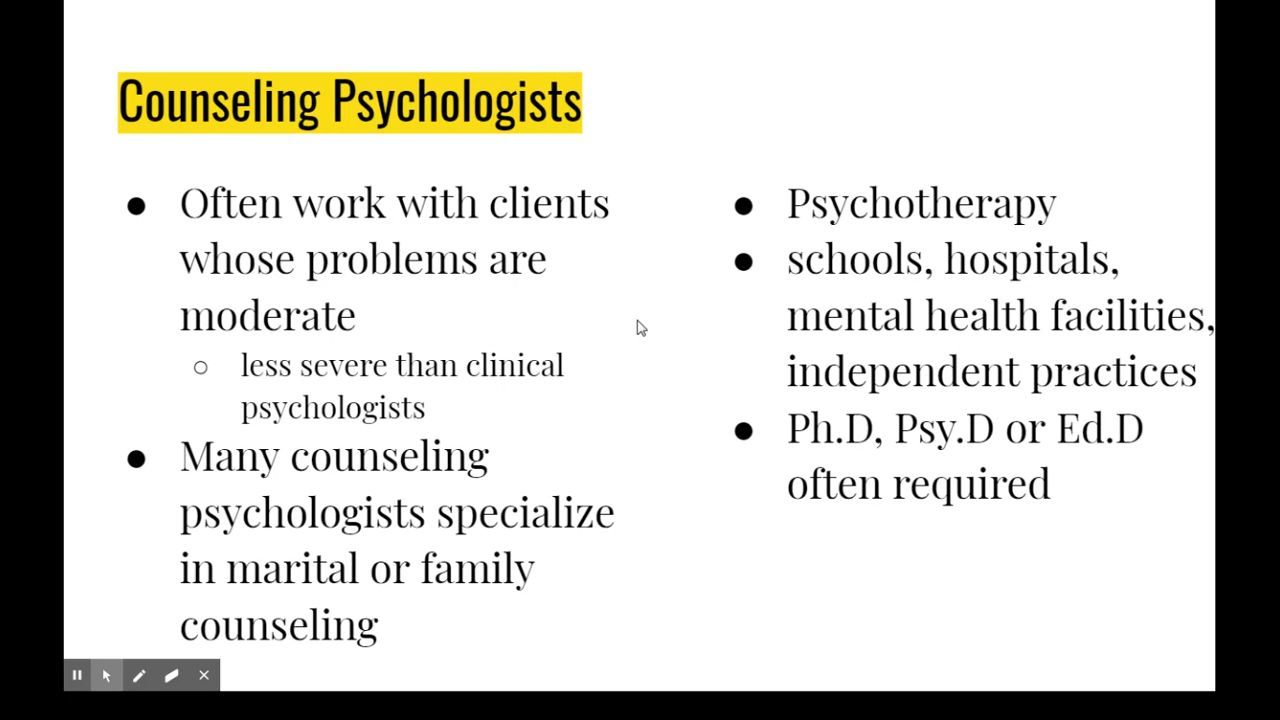 Counseling Psychologists
● Often work with clients
whose problems are
moderate
○ less severe than clinical
psychologists
● Many counseling
psychologists specialize
in marital or family
counseling
● Psychotherapy
● schools, hospitals,
mental health facilities,
independent practices
● Ph.D, Psy.D or Ed.D
often required